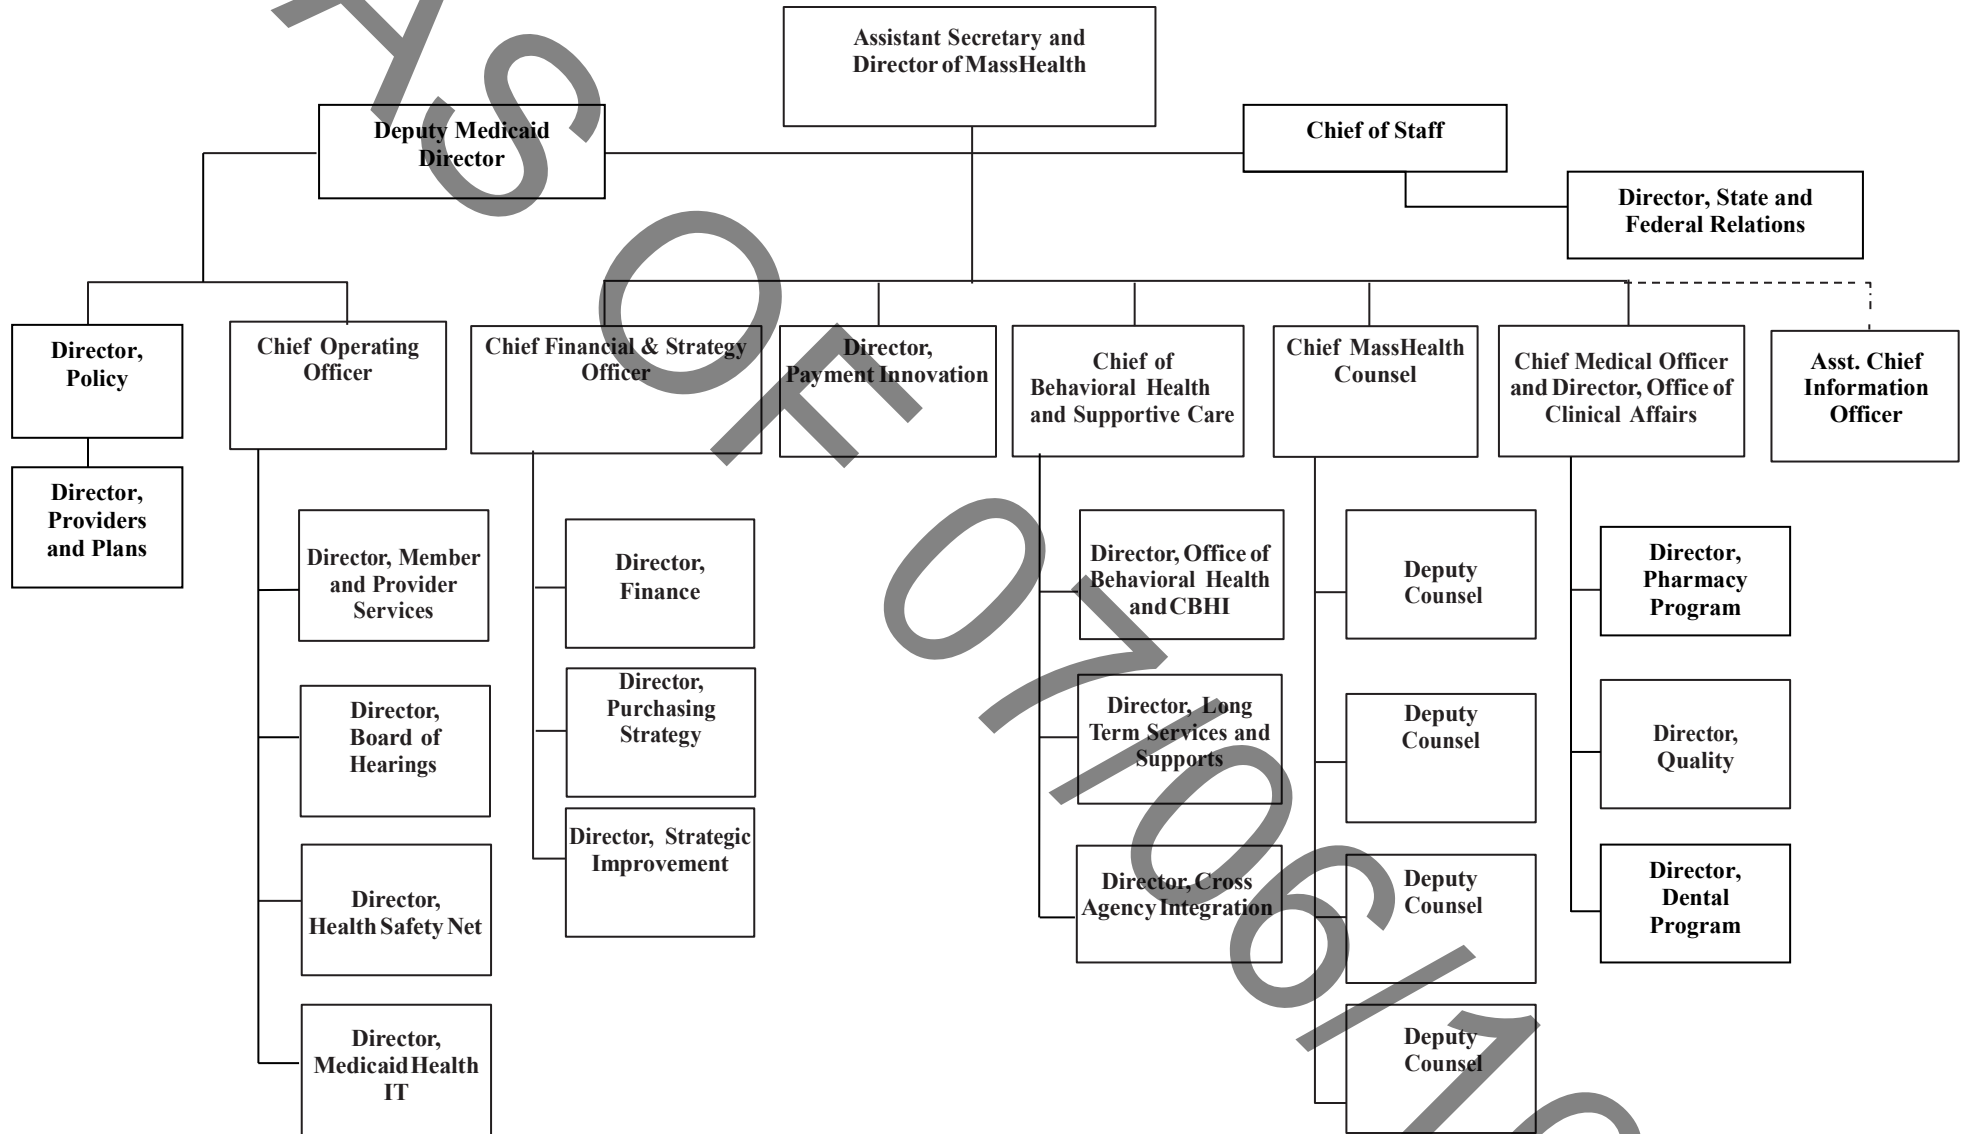 Assistant Secretary and
Director of MassHealth
Deputy Medicaid
Director
Chief of Staff
Director, State and
Federal Relations
Director,
Policy
Chief Operating
Officer
Chief Financial & Strategy
Officer
Director,
Payment Innovation
Chief of
Behavioral Health
and Supportive Care
Chief MassHealth
Counsel
Chief Medical Officer
and Director, Office of
Clinical Affairs
Asst. Chief
Information
Officer
Director,
Providers
and Plans
Director, Member
and Provider
Services
Director,
Board of
Hearings
Director,
Health Safety Net
Director,
Medicaid Health
IT
Director,
Finance
Director,
Purchasing
Strategy
Director, Strategic
Improvement
Director, Office of
Behavioral Health
and CBHI
Director, Long
Term Services and
Supports
Director, Cross
Agency Integration
Deputy
Counsel
Deputy
Counsel
Deputy
Counsel
Deputy
Counsel
Director,
Pharmacy
Program
Director,
Quality
Director,
Dental
Program
AS OF 07/06/1